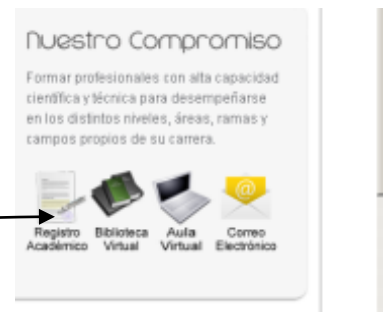 Nuestro Compromiso
Formar profesionales con alta capacidad
científica y técnica para desempeñarse
en los distintos niveles, áreas, ramas y
campos propios de su carrera.
Registro Biblioteca Aula Correo
Académico Virtual Virtual Electrónico